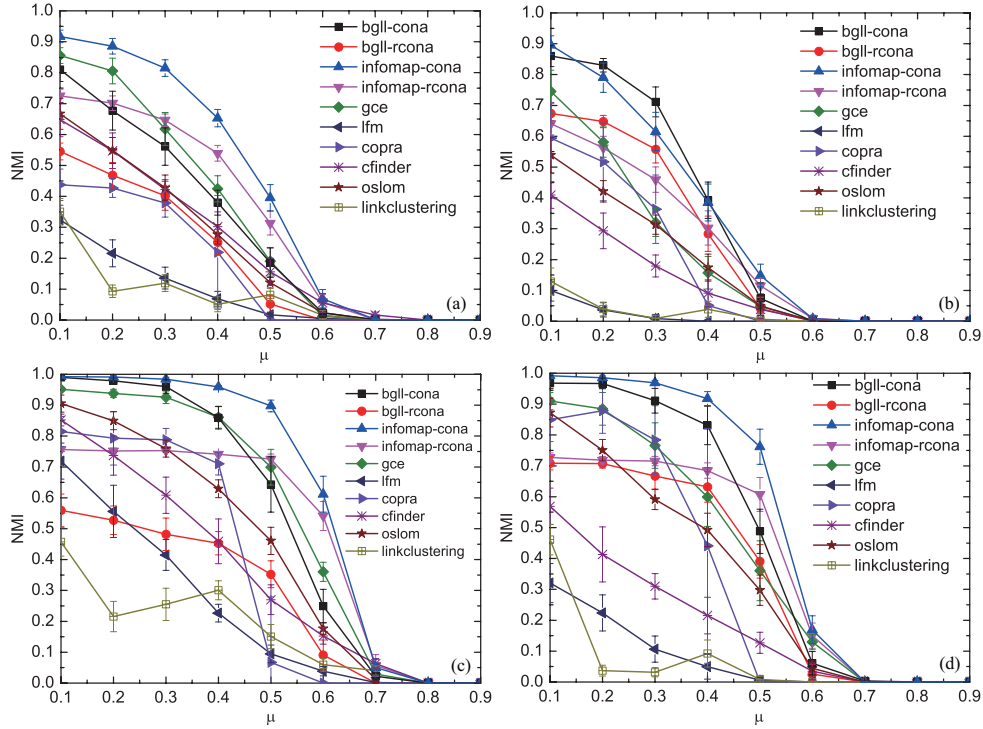 1.0
0.9
0.8
0.7
0.6
0.5
0.4
0.3
0.2
0.1
0.0
NMI
bgll-cona
bgll-rcona
infomap-cona
infomap-rcona
gce
lfm
copra
cfinder
oslom
linkclustering
(a)
0.1 0.2 0.3 0.4 0.5 0.6 0.7 0.8 0.9
μ
1.0
0.9
0.8
0.7
0.6
0.5
0.4
0.3
0.2
0.1
0.0
NMI
bgll-cona
bgll-rcona
infomap-cona
infomap-rcona
gce
lfm
copra
cfinder
oslom
linkclustering
(b)
0.1 0.2 0.3 0.4 0.5 0.6 0.7 0.8 0.9
μ
1.0
0.9
0.8
0.7
0.6
0.5
0.4
0.3
0.2
0.1
0.0
NMI
bgll-cona
bgll-rcona
infomap-cona
infomap-rcona
gce
lfm
copra
cfinder
oslom
linkclustering
(c)
0.1 0.2 0.3 0.4 0.5 0.6 0.7 0.8 0.9
μ
1.0
0.9
0.8
0.7
0.6
0.5
0.4
0.3
0.2
0.1
0.0
NMI
bgll-cona
bgll-rcona
infomap-cona
infomap-rcona
gce
lfm
copra
cfinder
oslom
linkclustering
(d)
0.1 0.2 0.3 0.4 0.5 0.6 0.7 0.8 0.9
μ